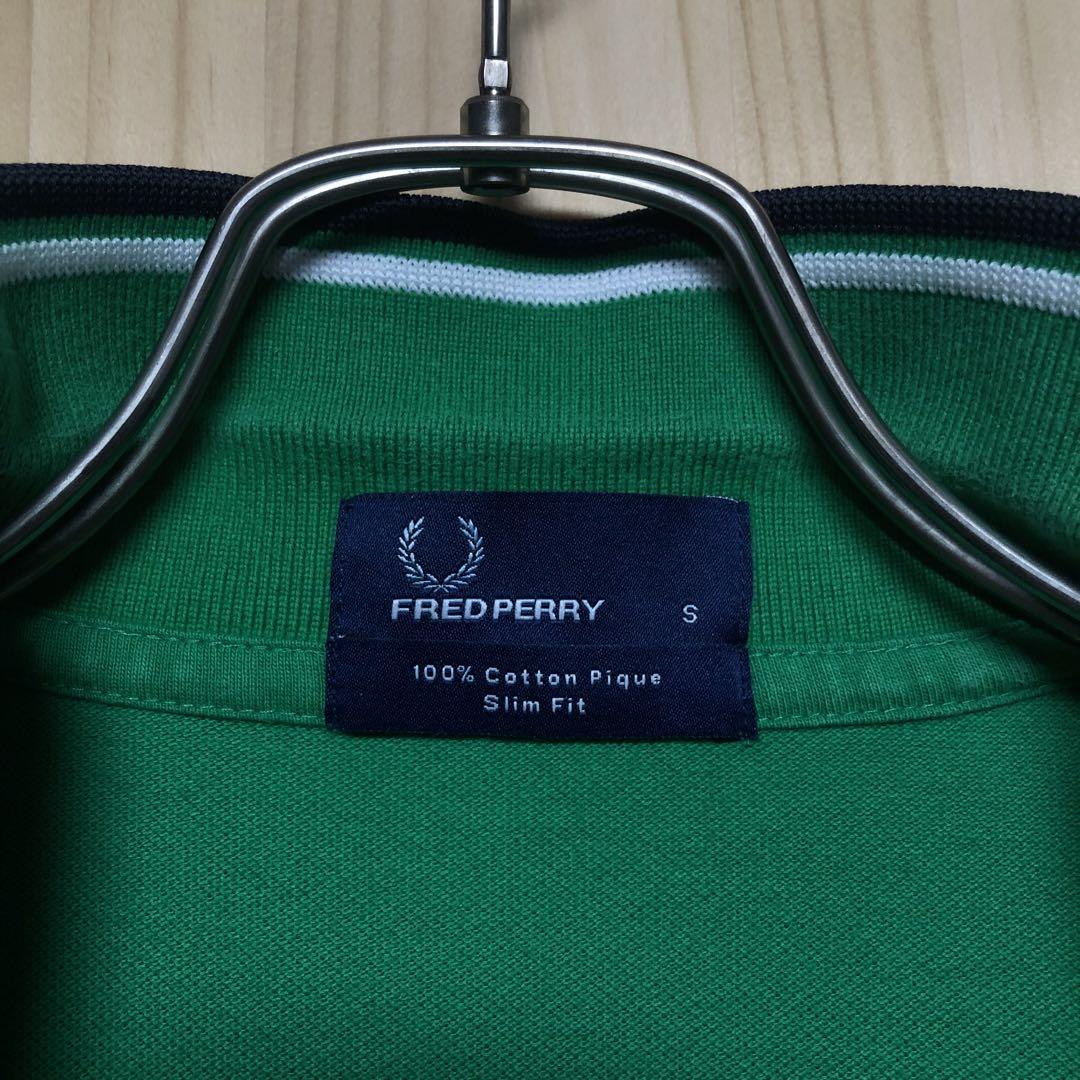 FRED PERRY S
100% Cotton Pique
Slim Fit